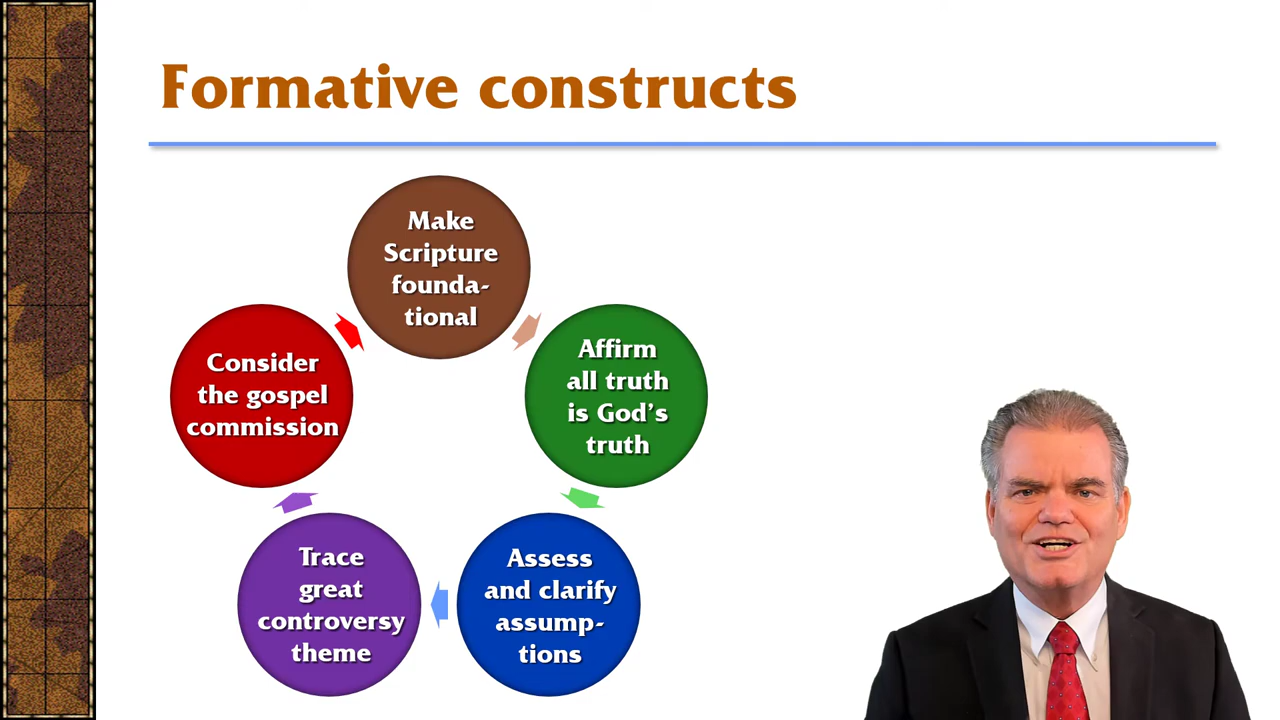 Formative constructs
Make
Scripture
founda-
tional
Affirm
all truth
is God's
truth
Assess
and clarify
assump-
tions
Trace
great
controversy
theme
Consider
the gospel
commission